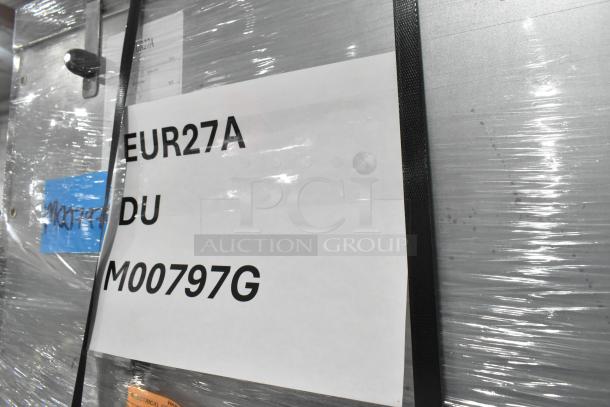 EUR27A
DU
M00797G
PCI
AUCTION GROUP